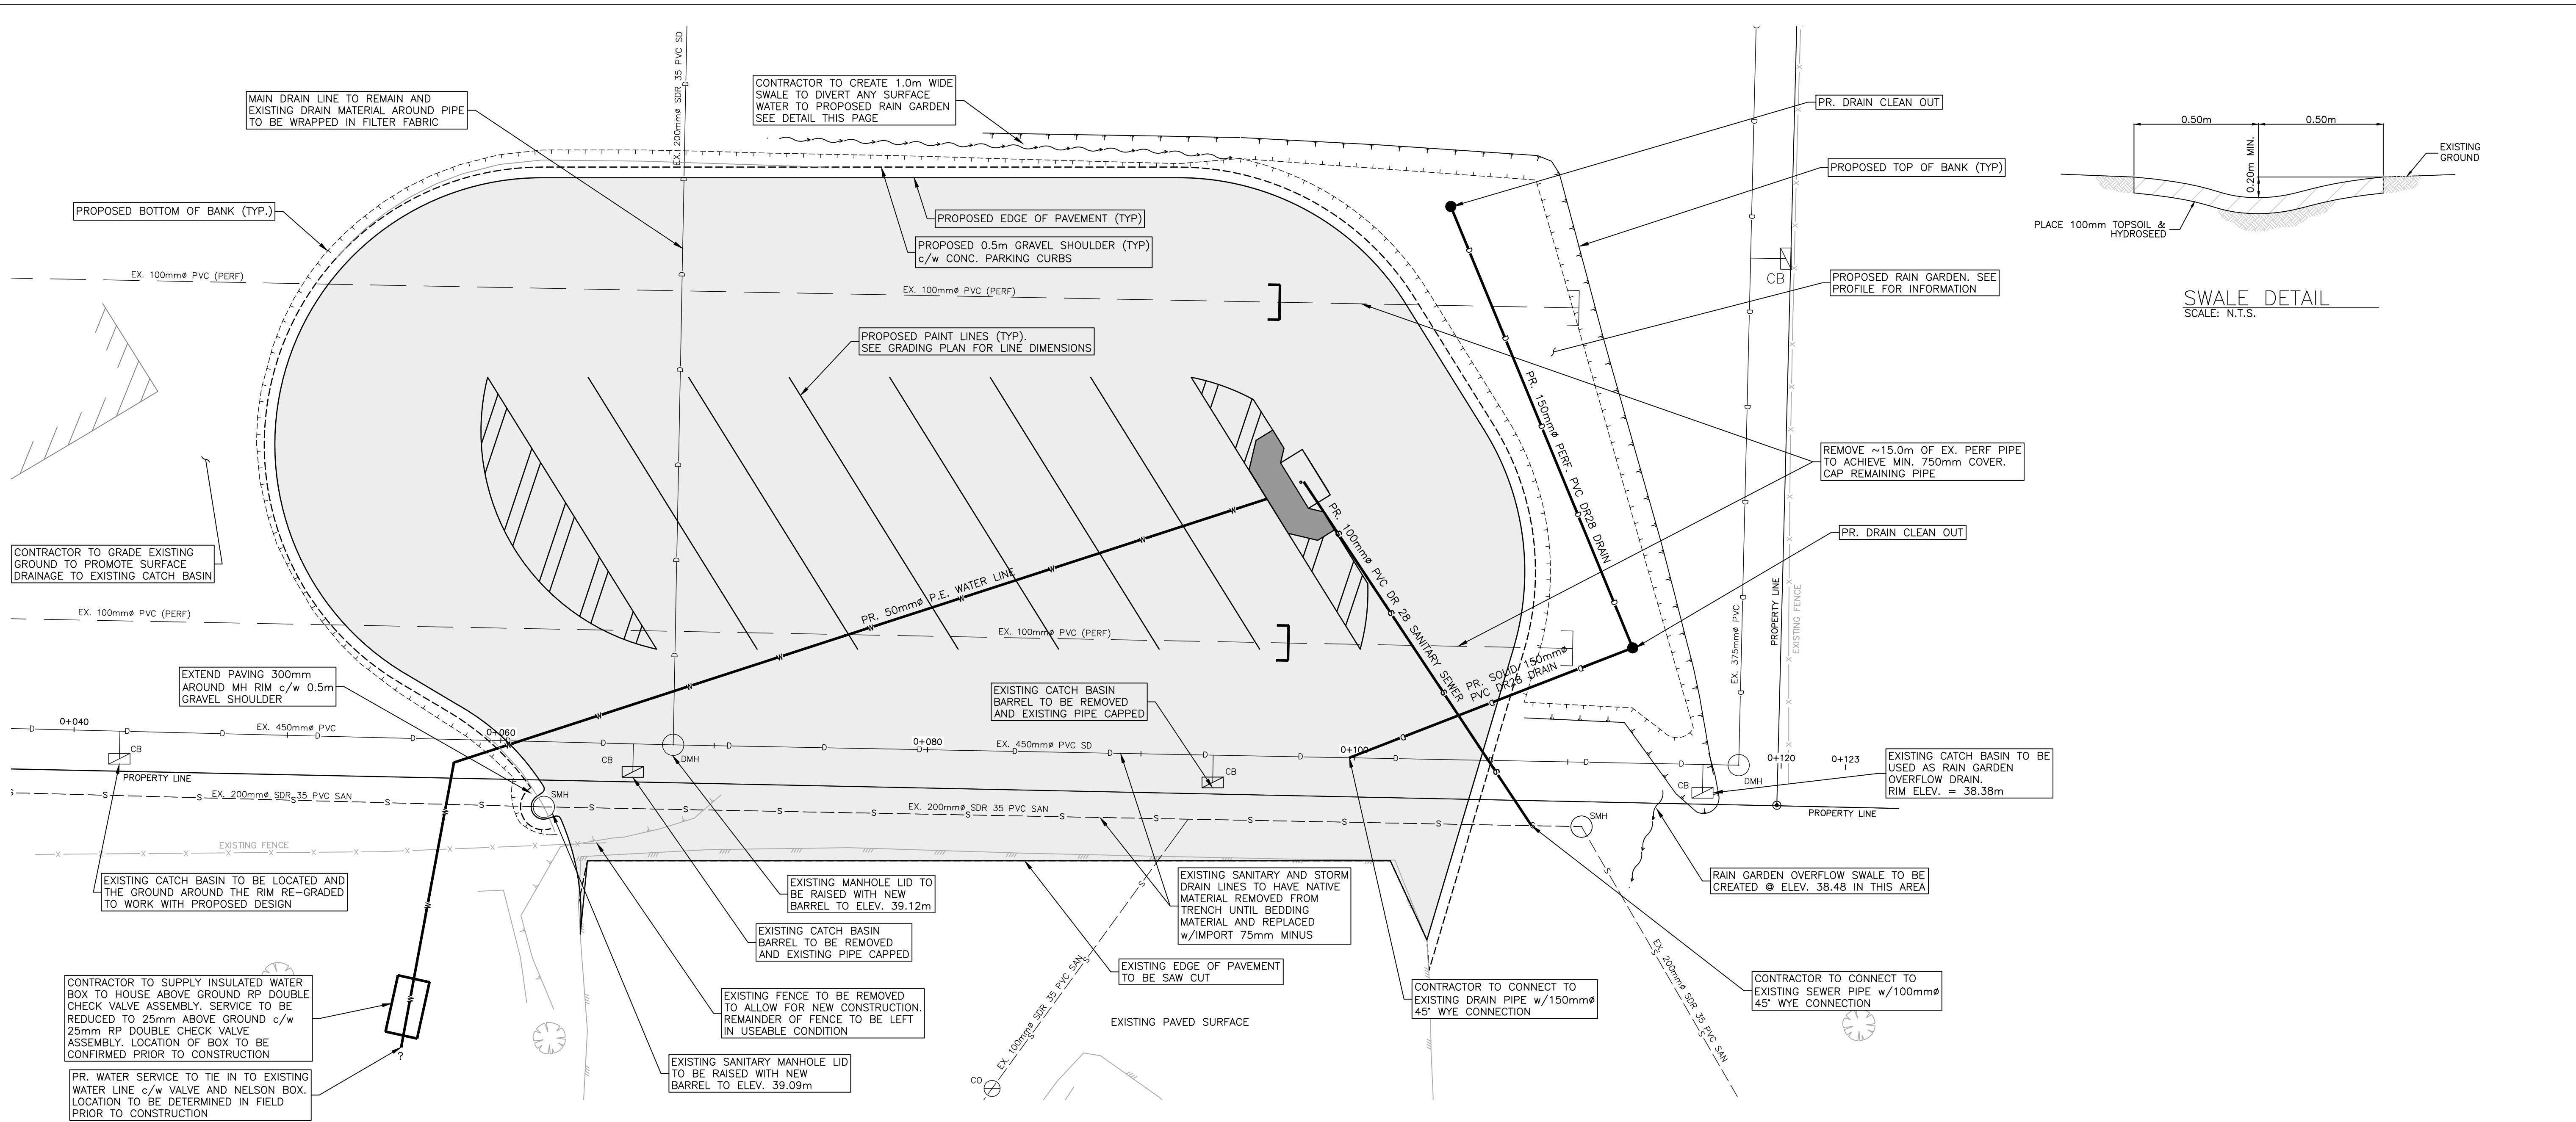 EX. 200mmø SDR 35 PVC SD
MAIN DRAIN LINE TO REMAIN AND
EXISTING DRAIN MATERIAL AROUND PIPE
TO BE WRAPPED IN FILTER FABRIC
CONTRACTOR TO CREATE 1.0m WIDE
SWALE TO DIVERT ANY SURFACE
WATER TO PROPOSED RAIN GARDEN
SEE DETAIL THIS PAGE
PR. DRAIN CLEAN OUT
PROPOSED TOP OF BANK (TYP)
0.50m
0.50m
0.20m MIN.
EXISTING
GROUND
PLACE 100mm TOPSOIL &
HYDROSEED
SWALE DETAIL
SCALE: N.T.S.
PROPOSED BOTTOM OF BANK (TYP.)
PROPOSED EDGE OF PAVEMENT (TYP)
PROPOSED 0.5m GRAVEL SHOULDER (TYP)
c/w CONC. PARKING CURBS
CB
PROPOSED RAIN GARDEN. SEE
PROFILE FOR INFORMATION
EX. 100mmø PVC (PERF)
EX. 100mmø PVC (PERF)
PROPOSED PAINT LINES (TYP).
SEE GRADING PLAN FOR LINE DIMENSIONS
PR. 150mmø PERF. PVC DR28 DRAIN
REMOVE ~15.0m OF EX. PERF PIPE
TO ACHIEVE MIN. 750mm COVER.
CAP REMAINING PIPE
PR. DRAIN CLEAN OUT
CONTRACTOR TO GRADE EXISTING
GROUND TO PROMOTE SURFACE
DRAINAGE TO EXISTING CATCH BASIN
PR. 50mmø P.E. WATER LINE
PR. 100mmø PVC DR 28 SANITARY SEWER
EX. 100mmø PVC (PERF)
EX. 100mmø PVC (PERF)
PR. SOLID 150mmø
PVC DR28 DRAIN
EX. 375mmø PVC
PROPERTY LINE
EXISTING FENCE
EXTEND PAVING 300mm
AROUND MH RIM c/w 0.5m
GRAVEL SHOULDER
EXISTING CATCH BASIN
BARREL TO BE REMOVED
AND EXISTING PIPE CAPPED
0+040
EX. 450mmø PVC
0+060
0+080
EX. 450mmø PVC SD
0+100
0+120
0+123
CB
CB
DMH
CB
CB
DMH
PROPERTY LINE
EX. 200mmø SDR 35 PVC SAN
SMH
EX. 200mmø SDR 35 PVC SAN
SMH
PROPERTY LINE
EXISTING CATCH BASIN TO BE
USED AS RAIN GARDEN
OVERFLOW DRAIN.
RIM ELEV. = 38.38m
EXISTING FENCE
EXISTING CATCH BASIN TO BE LOCATED AND
THE GROUND AROUND THE RIM RE-GRADED
TO WORK WITH PROPOSED DESIGN
EXISTING MANHOLE LID TO
BE RAISED WITH NEW
BARREL TO ELEV. 39.12m
EXISTING SANITARY AND STORM
DRAIN LINES TO HAVE NATIVE
MATERIAL REMOVED FROM
TRENCH UNTIL BEDDING
MATERIAL AND REPLACED
w/IMPORT 75mm MINUS
RAIN GARDEN OVERFLOW SWALE TO BE
CREATED @ ELEV. 38.48 IN THIS AREA
EXISTING CATCH BASIN
BARREL TO BE REMOVED
AND EXISTING PIPE CAPPED
EXISTING EDGE OF PAVEMENT
TO BE SAW CUT
CONTRACTOR TO CONNECT TO
EXISTING DRAIN PIPE w/150mmø
45° WYE CONNECTION
CONTRACTOR TO CONNECT TO
EXISTING SEWER PIPE w/100mmø
45° WYE CONNECTION
EX. 200mmø SDR 35 PVC SAN
EX. 100mmø SDR 35 PVC SAN
CONTRACTOR TO SUPPLY INSULATED WATER
BOX TO HOUSE ABOVE GROUND RP DOUBLE
CHECK VALVE ASSEMBLY. SERVICE TO BE
REDUCED TO 25mm ABOVE GROUND c/w
25mm RP DOUBLE CHECK VALVE
ASSEMBLY. LOCATION OF BOX TO BE
CONFIRMED PRIOR TO CONSTRUCTION
EXISTING FENCE TO BE REMOVED
TO ALLOW FOR NEW CONSTRUCTION.
REMAINDER OF FENCE TO BE LEFT
IN USEABLE CONDITION
EXISTING PAVED SURFACE
?
EXISTING SANITARY MANHOLE LID
TO BE RAISED WITH NEW
BARREL TO ELEV. 39.09m
CO
PR. WATER SERVICE TO TIE IN TO EXISTING
WATER LINE c/w VALVE AND NELSON BOX.
LOCATION TO BE DETERMINED IN FIELD
PRIOR TO CONSTRUCTION